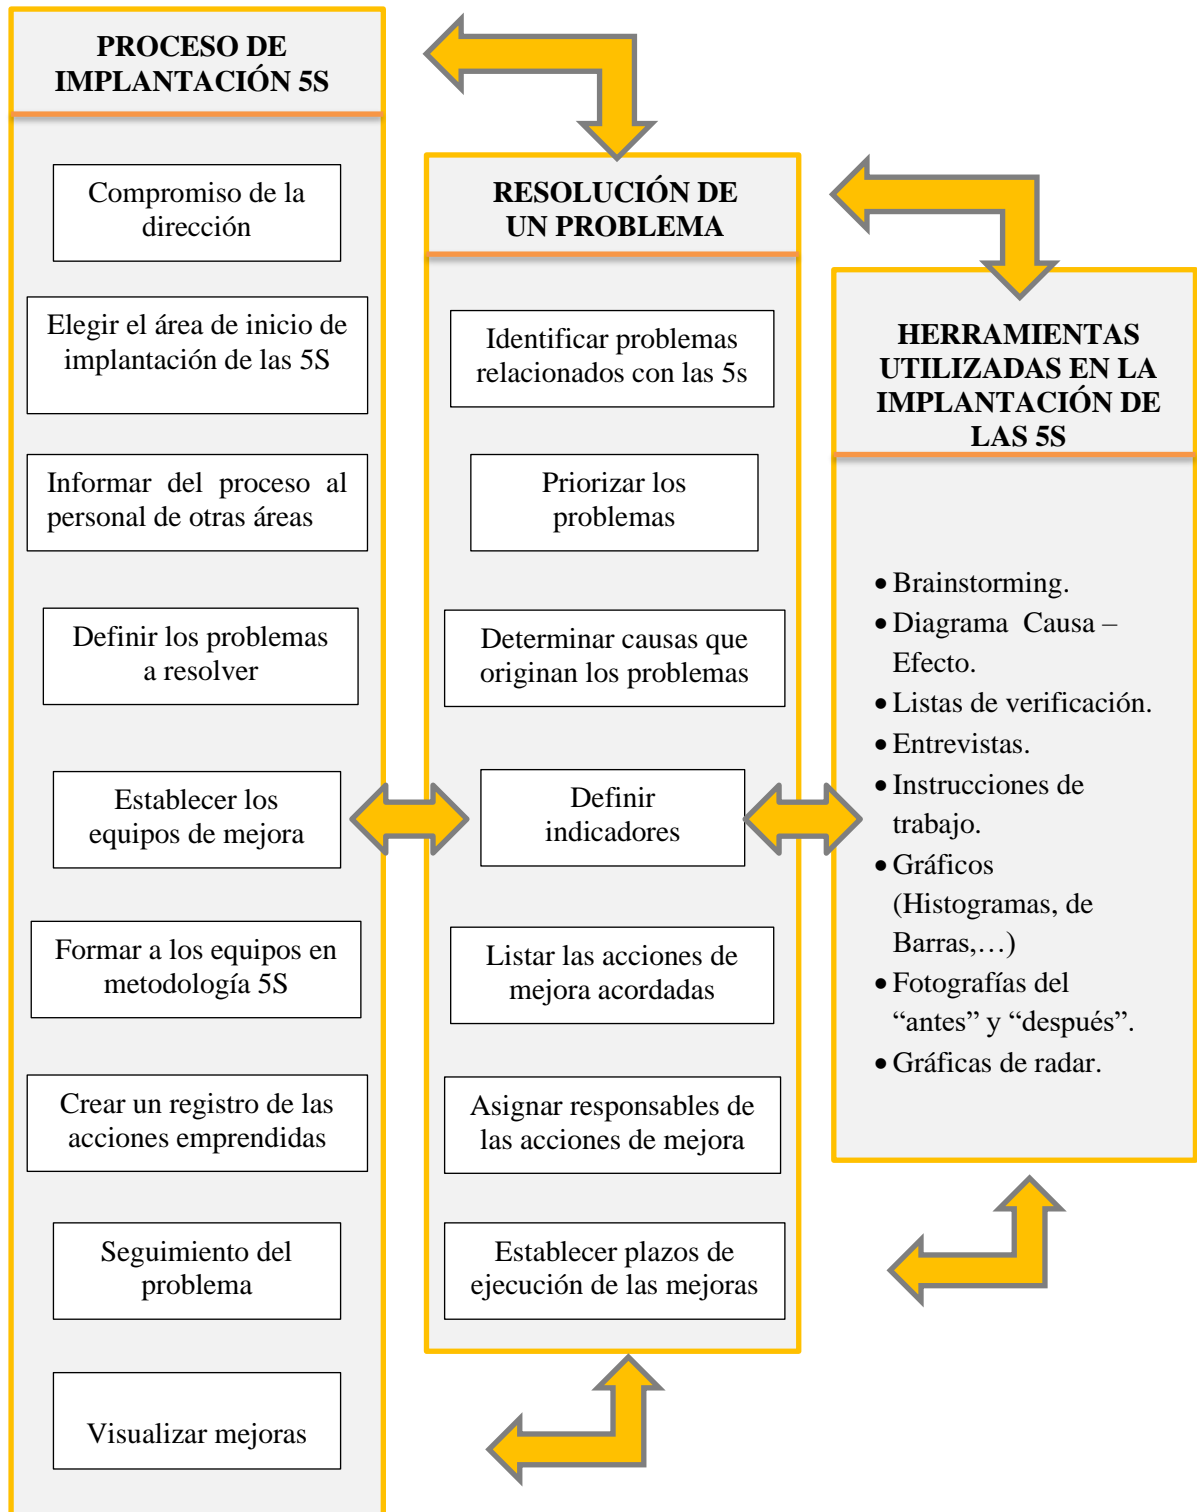 PROCESO DE
IMPLANTACIÓN 5S
Compromiso de la
dirección
Elegir el área de inicio de
implantación de las 5S
Informar del proceso al
personal de otras áreas
Definir los problemas
a resolver
Establecer los
equipos de mejora
Formar a los equipos en
metodología 5S
Crear un registro de las
acciones emprendidas
Seguimiento del
problema
Visualizar mejoras
RESOLUCIÓN DE
UN PROBLEMA
Identificar problemas
relacionados con las 5s
Priorizar los
problemas
Determinar causas que
originan los problemas
Definir
indicadores
Listar las acciones de
mejora acordadas
Asignar responsables de
las acciones de mejora
Establecer plazos de
ejecución de las mejoras
HERRAMIENTAS
UTILIZADAS EN LA
IMPLANTACIÓN DE
LAS 5S
• Brainstorming.
• Diagrama Causa –
Efecto.
• Listas de verificación.
• Entrevistas.
• Instrucciones de
trabajo.
• Gráficos
(Histogramas, de
Barras,…)
• Fotografías del
“antes” y “después”.
• Gráficas de radar.